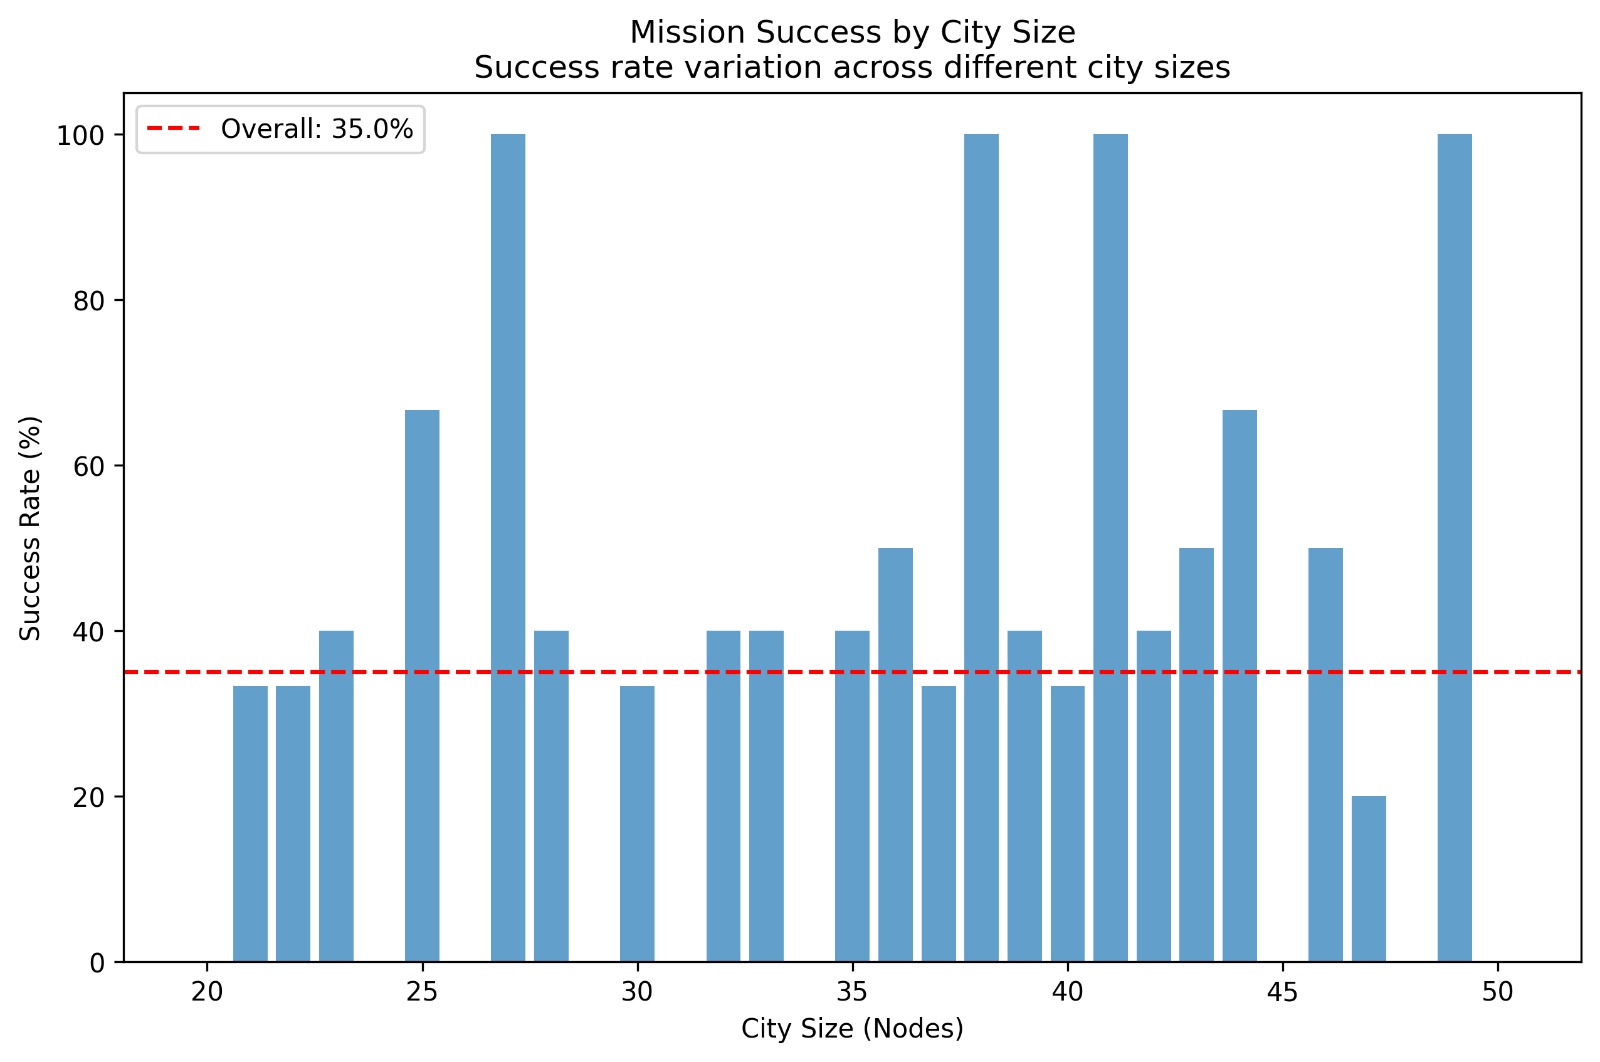 Mission Success by City Size
Success rate variation across different city sizes
Overall: 35.0%
Success Rate (%)
100
80
60
40
20
0
20 25 30 35 40 45 50
City Size (Nodes)